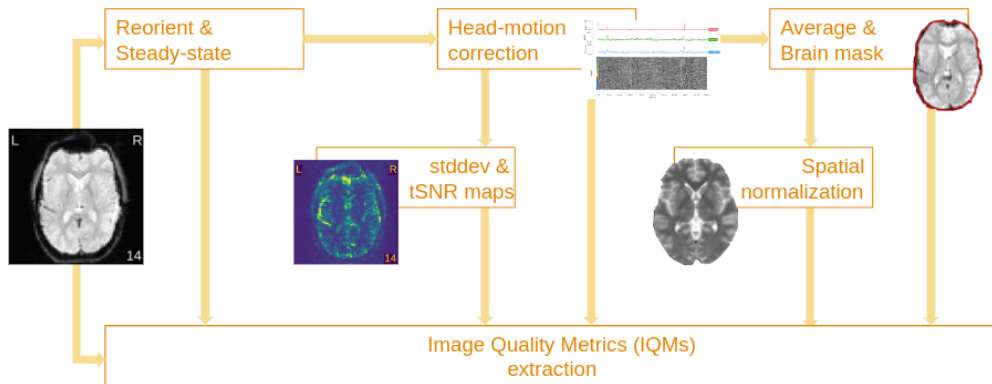 Reorient &
Steady-state
Head-motion
correction
Average &
Brain mask
L R
14
L R
14
stddev &
tSNR maps
Spatial
normalization
Image Quality Metrics (IQMs)
extraction